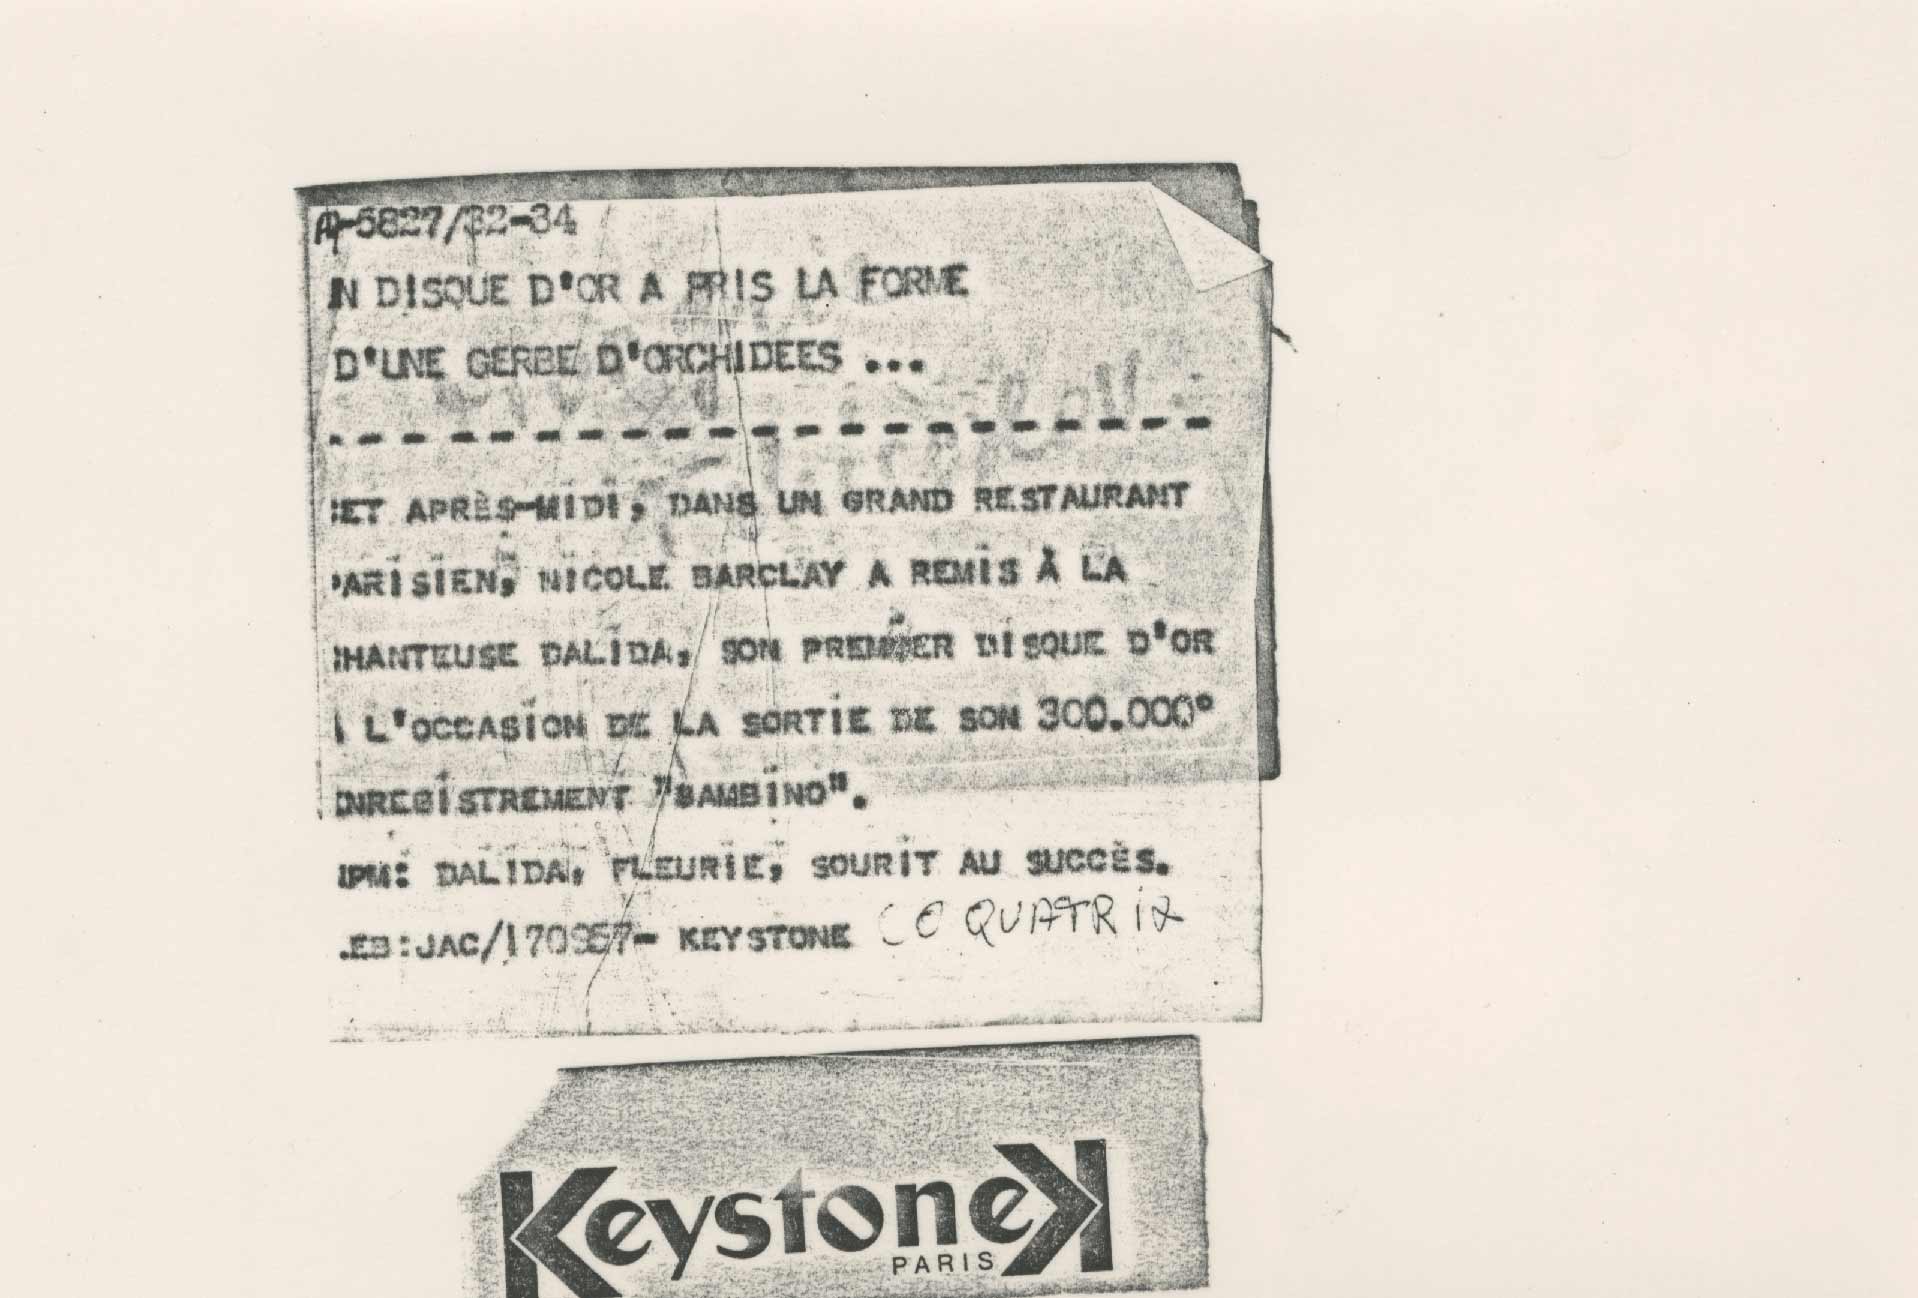 -5827/32-34
N DISQUE D'OR A PRIS LA FORME
D'UNE GERBE D'ORCHIDEES ...
---------------------
ET APRÈS-MIDI, DANS UN GRAND RESTAURANT
PARISIEN, NICOLE BARCLAY A REMIS À LA
HANTEUSE DALIDA, SON PREMIER DISQUE D'OR
L'OCCASION DE LA SORTIE DE SON 300.000°
NREGISTREMENT "BAMBINO".
PM: DALIDA, FLEURIE, SOURIT AU SUCCÈS.
EB:JAC/170957- KEYSTONE QUATRE
Keystone K
PARIS